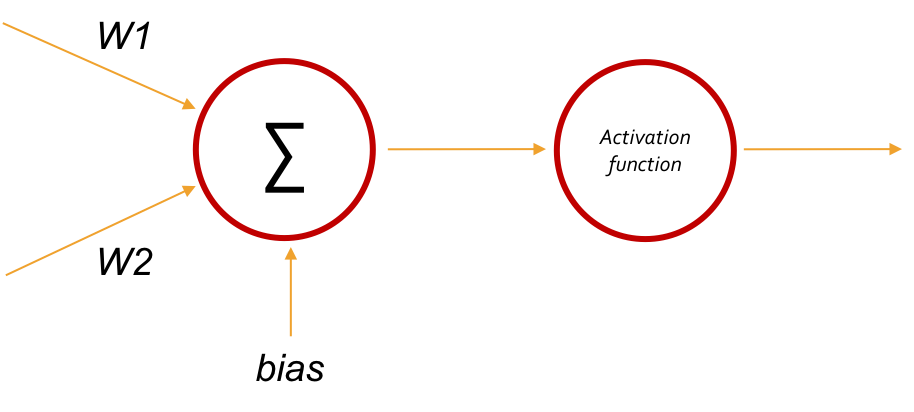 W1
∑
Activation
function
W2
bias